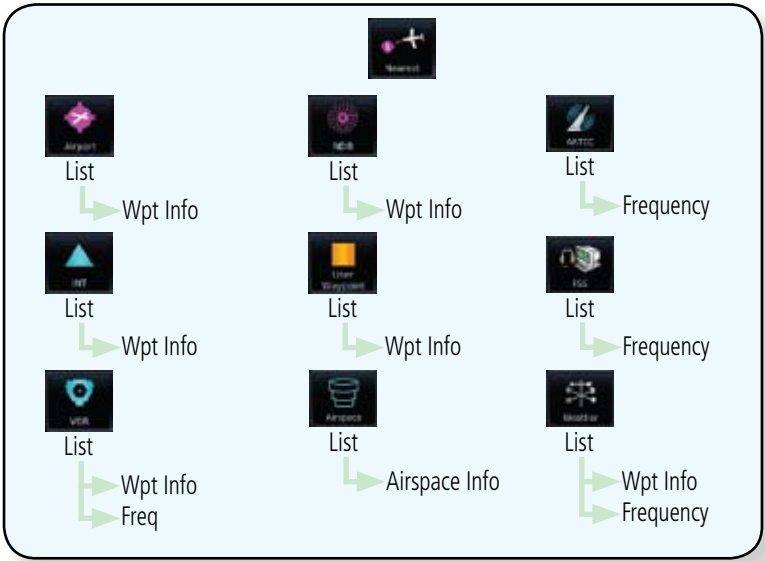 Nearest
Airport
List
Wpt Info
NDB
List
Wpt Info
ARTCC
List
Frequency
INT
List
Wpt Info
User
Waypoint
List
Wpt Info
FSS
List
Frequency
VOR
List
Wpt Info
Freq
Airspace
List
Airspace Info
Weather
List
Wpt Info
Frequency